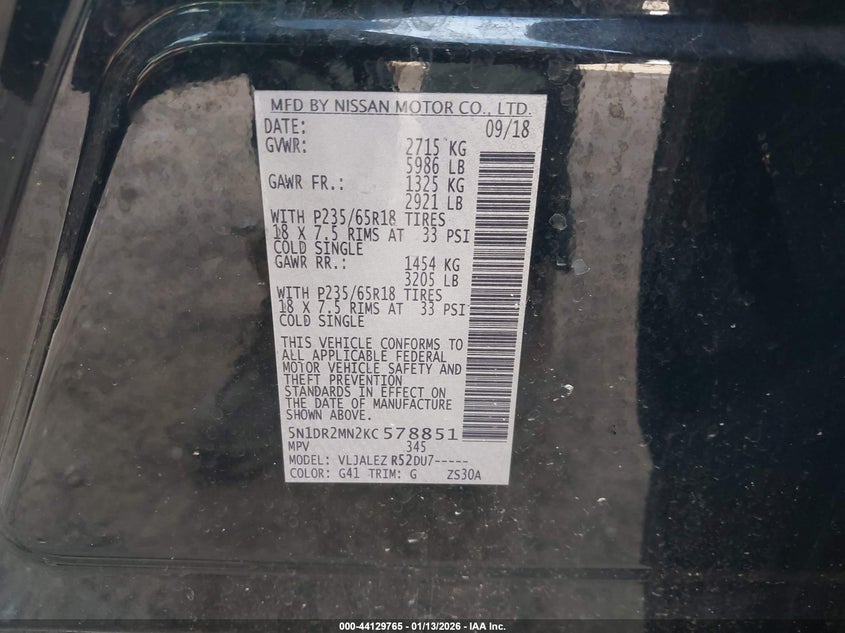 MFD BY NISSAN MOTOR CO., LTD.
DATE: 09/18
GVWR: 2715 KG
5986 LB
GAWR FR.: 1325 KG
2921 LB
WITH P235/65R18 TIRES
18 X 7.5 RIMS AT 33 PSI
COLD SINGLE
GAWR RR.: 1454 KG
3205 LB
WITH P235/65R18 TIRES
18 X 7.5 RIMS AT 33 PSI
COLD SINGLE
THIS VEHICLE CONFORMS TO
ALL APPLICABLE FEDERAL
MOTOR VEHICLE SAFETY AND
THEFT PREVENTION
STANDARDS IN EFFECT ON
THE DATE OF MANUFACTURE
SHOWN ABOVE.
5N1DR2MN2KC578851
MPV 345
MODEL: VLJALEZ R52DU7-----
COLOR: G41 TRIM: G ZS30A
000-44129765 - 01/13/2026 - IAA Inc.